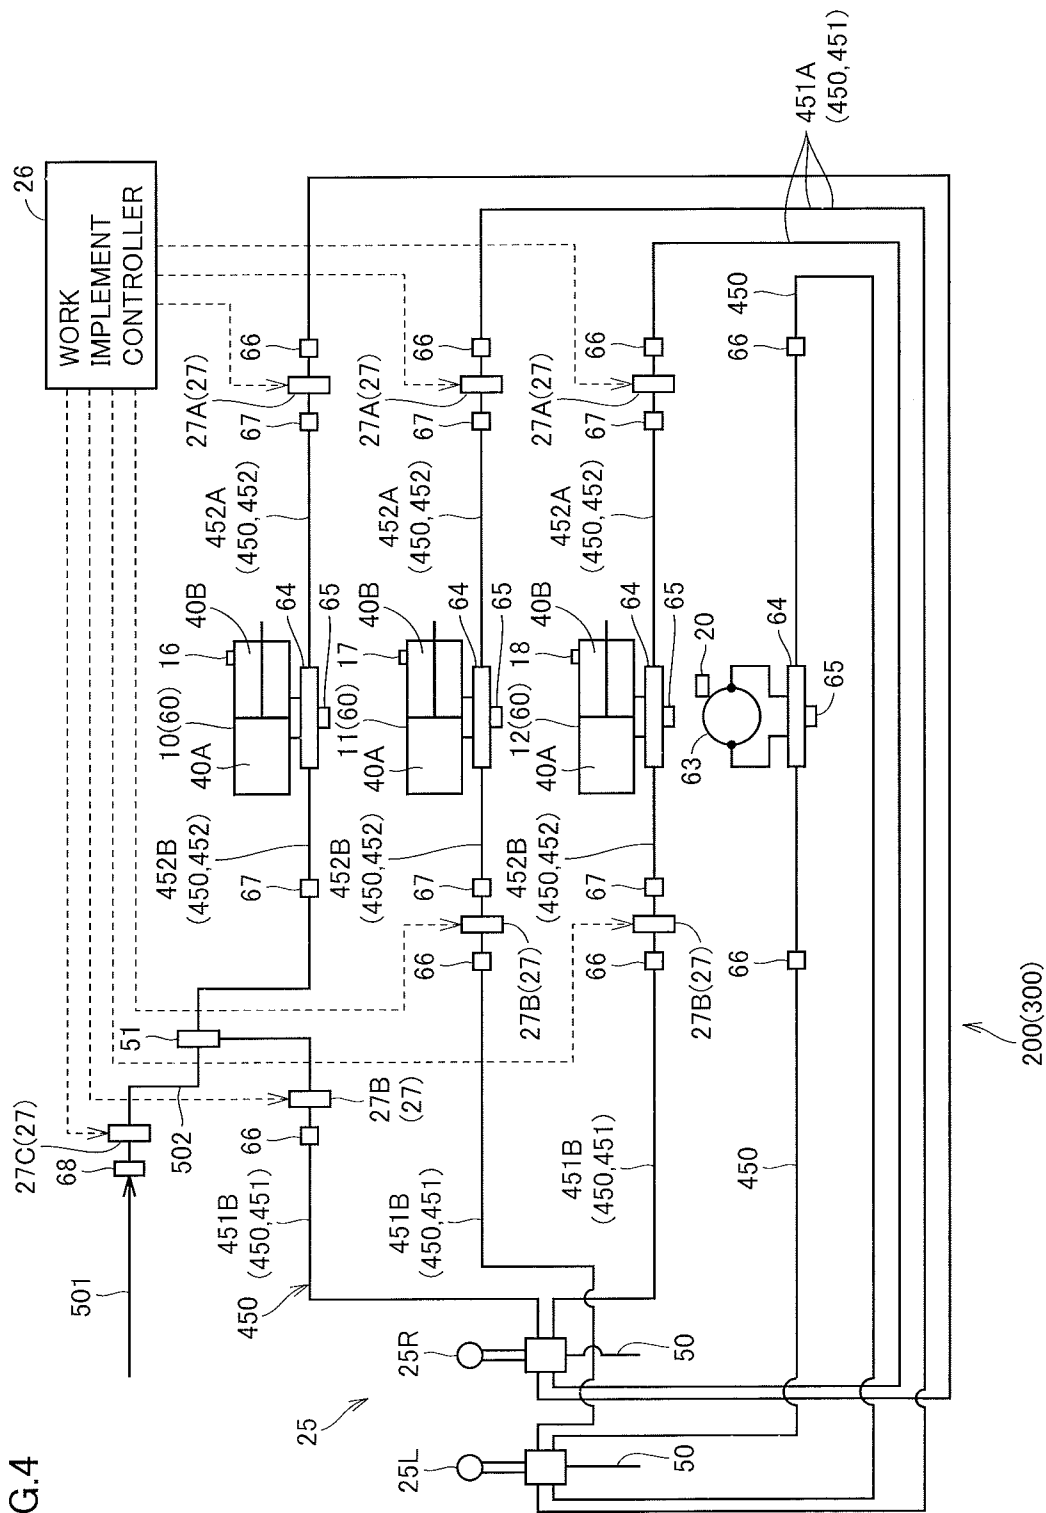 G.4
26
WORK
IMPLEMENT
CONTROLLER
27C(27)
68
501
502
51
27B
(27)
66
451B
(450,451)
450
452B
(450,452)
67
10(60)
16
40A
40B
64
65
452A
(450,452)
67
27A(27)
66
451B
(450,451)
66
27B(27)
67
452B
(450,452)
11(60)
17
40A
40B
64
65
452A
(450,452)
67
27A(27)
66
451B
(450,451)
66
27B(27)
67
452B
(450,452)
12(60)
18
40A
40B
64
65
452A
(450,452)
67
27A(27)
66
451A
(450,451)
450
66
63
20
64
65
66
450
25
25L
25R
50
50
200(300)